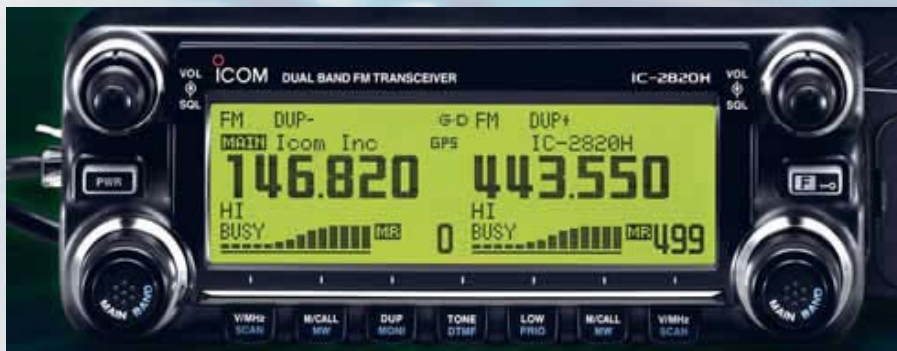 VOL
SQL
ICOM DUAL BAND FM TRANSCEIVER IC-2820H
VOL
SQL
FM DUP- G-D FM DUP+
MAIN Icom Inc GPS IC-2820H
146.820 443.550
HI HI
BUSY MR 0 BUSY MR 499
PWR
F
MAIN BAND
MAIN BAND
V/MHz M/CALL DUP TONE LOW M/CALL V/MHz
SCAN MW MONI DTMF PRIO MW SCAN